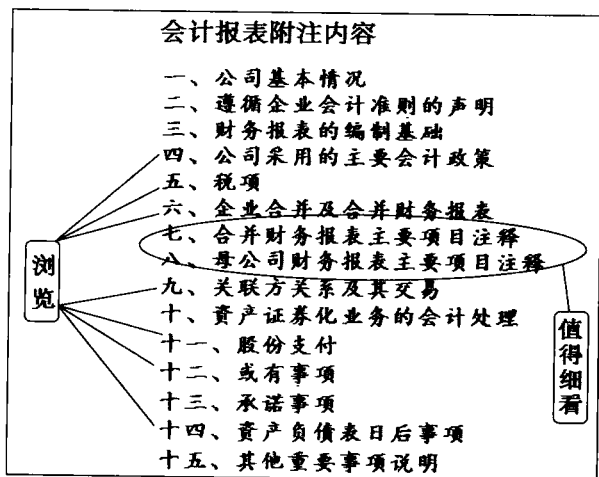 会计报表附注内容
一、公司基本情况
二、遵循企业会计准则的声明
三、财务报表的编制基础
四、公司采用的主要会计政策
五、税项
六、企业合并及合并财务报表
七、合并财务报表主要项目注释
八、母公司财务报表主要项目注释
九、关联方关系及其交易
十、资产证券化业务的会计处理
十一、股份支付
十二、或有事项
十三、承诺事项
十四、资产负债表日后事项
十五、其他重要事项说明
浏览
值得细看